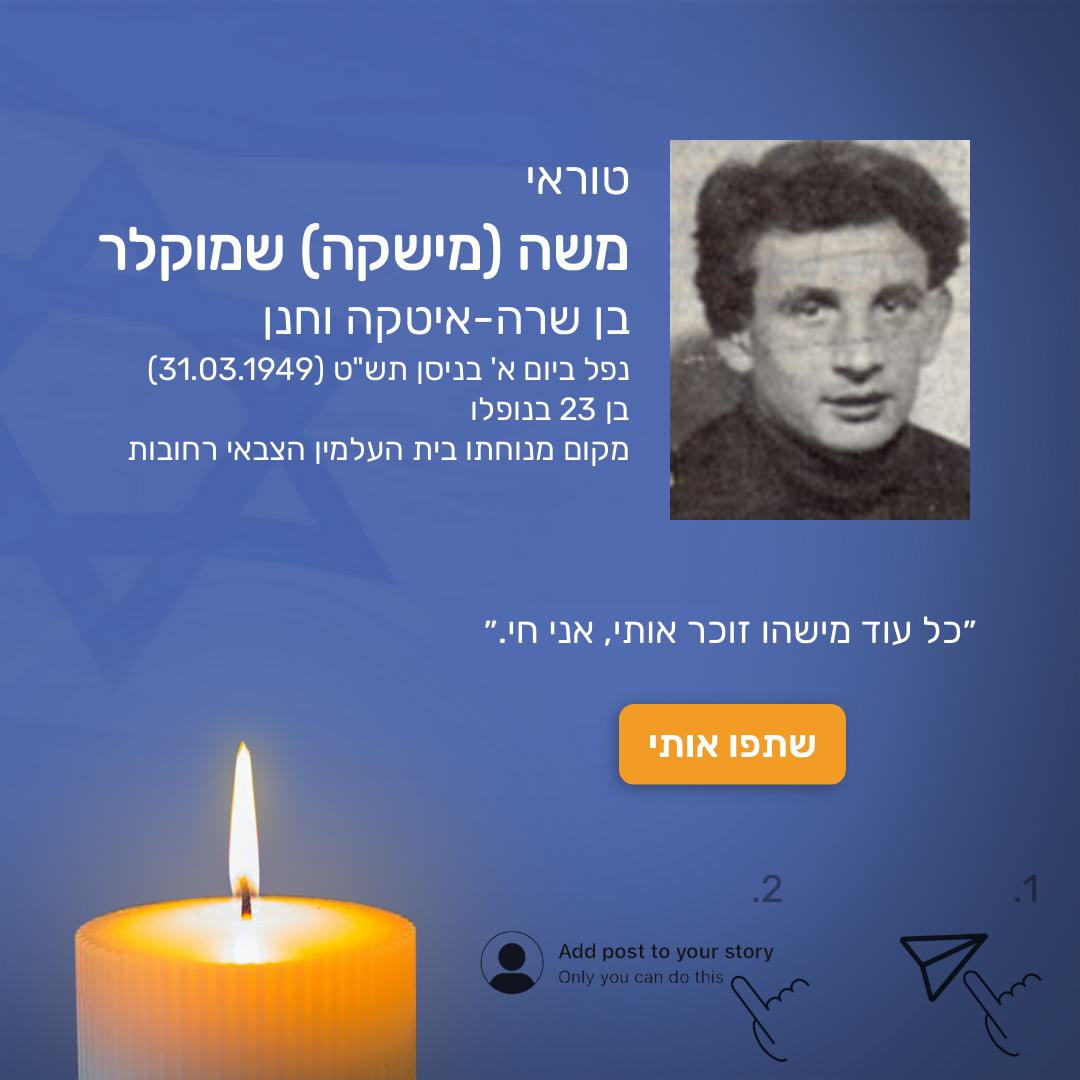 טוראי
משה (מישקה) שמוקלר
בן שרה-איטקה וחנן
נפל ביום א' בניסן תש"ט (31.03.1949)
בן 23 בנופלו
מקום מנוחתו בית העלמין הצבאי רחובות
״כל עוד מישהו זוכר אותי, אני חי.״
שתפו אותי
1.
2.
Add post to your story
Only you can do this